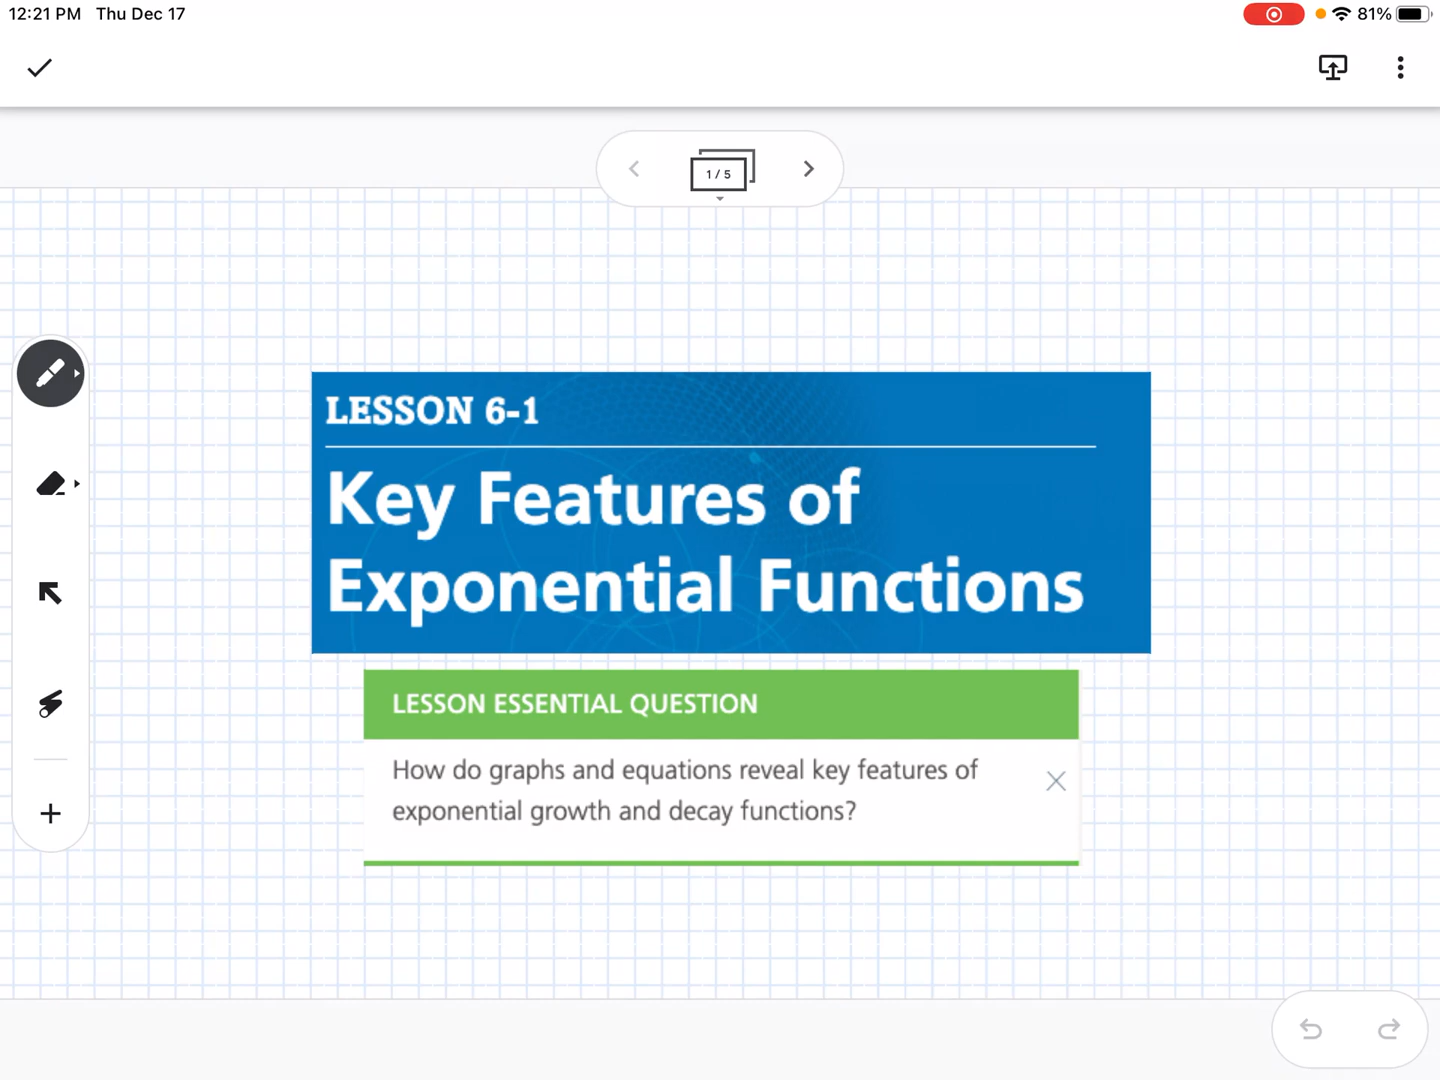 12:21 PM Thu Dec 17
81%
1 / 5
LESSON 6-1
Key Features of
Exponential Functions
LESSON ESSENTIAL QUESTION
How do graphs and equations reveal key features of
exponential growth and decay functions?